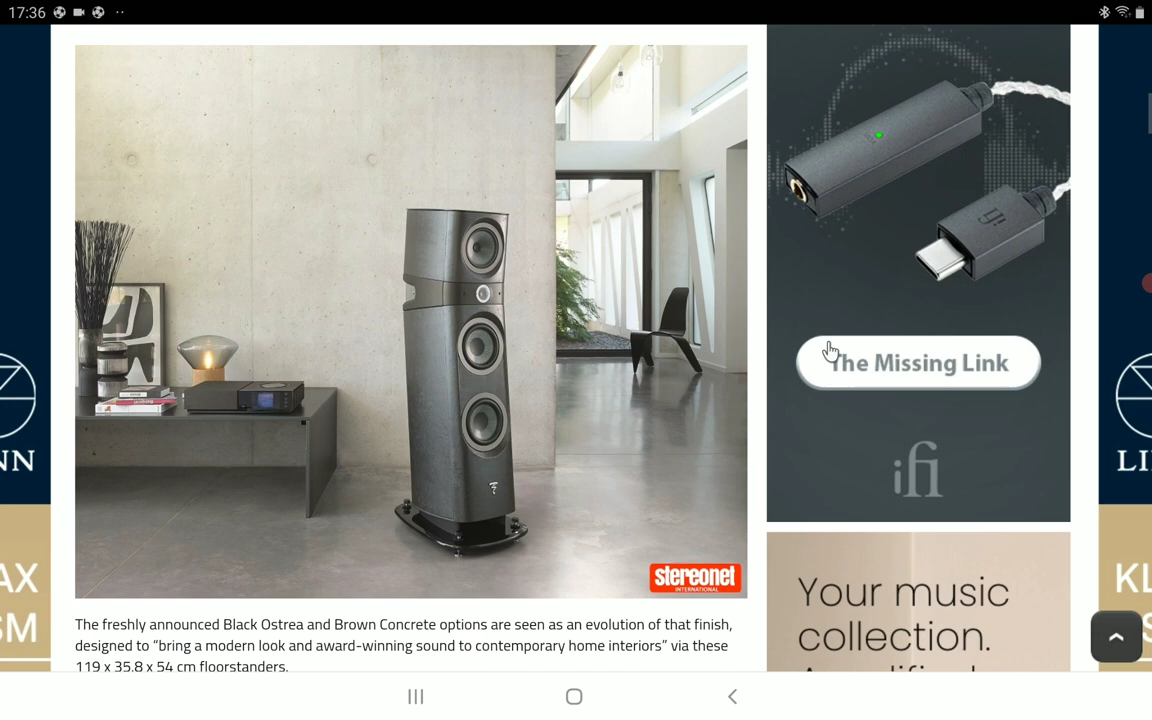 17:36
The Missing Link
iFi
iFi
NN
LI
AX
SM
KL
S
stereonet
INTERNATIONAL
Your music
collection.
The freshly announced Black Ostrea and Brown Concrete options are seen as an evolution of that finish,
designed to “bring a modern look and award-winning sound to contemporary home interiors” via these
119 x 35.8 x 54 cm floorstanders.